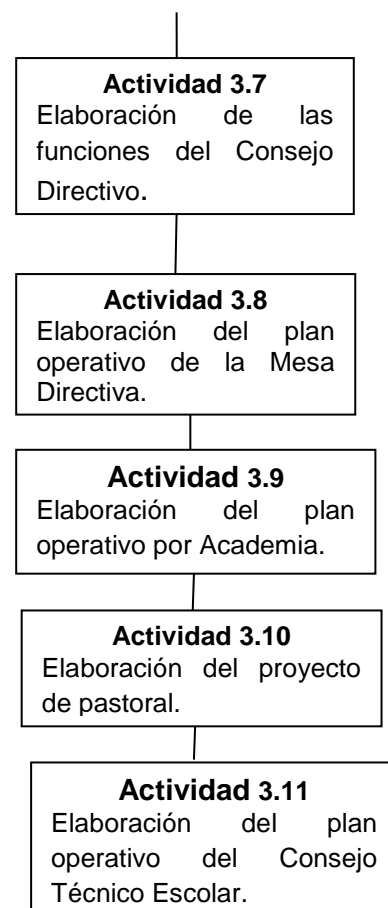 Actividad 3.7
Elaboración de las
funciones del Consejo
Directivo.
Actividad 3.8
Elaboración del plan
operativo de la Mesa
Directiva.
Actividad 3.9
Elaboración del plan
operativo por Academia.
Actividad 3.10
Elaboración del proyecto
de pastoral.
Actividad 3.11
Elaboración del plan
operativo del Consejo
Técnico Escolar.